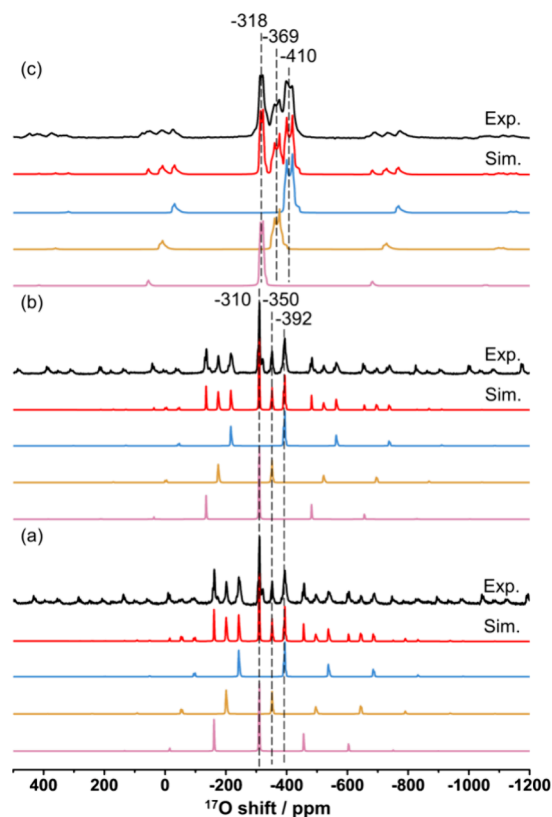 -318
-369
-410
(c)
Exp.
Sim.
(b)
-310
-350
-392
Exp.
Sim.
(a)
Exp.
Sim.
400 200 0 -200 -400 -600 -800 -1000 -1200
¹⁷O shift / ppm